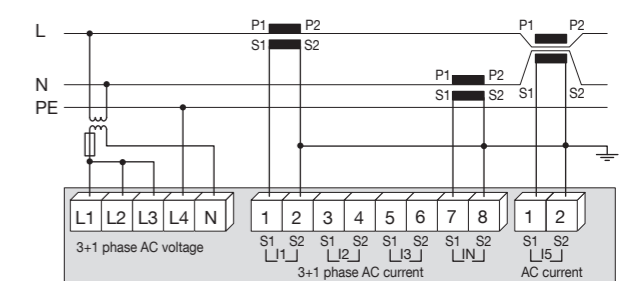 L P1 P2 P1 P2
S1 S2
N P1 P2
S1 S2 S1 S2
PE
L1 L2 L3 L4 N 1 2 3 4 5 6 7 8 1 2
S1 S2 S1 S2 S1 S2 S1 S2 S1 S2
3+1 phase AC voltage I1 I2 I3 IN I5
3+1 phase AC current AC current